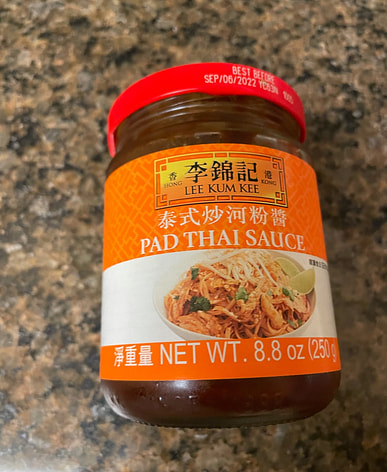 BEST BEFORE
SEP/06/2022 YC03N
香 李錦記 港
HONG LEE KUM KEE KONG
泰式炒河粉醬
PAD THAI SAUCE
淨重量 NET WT. 8.8 oz (250 g